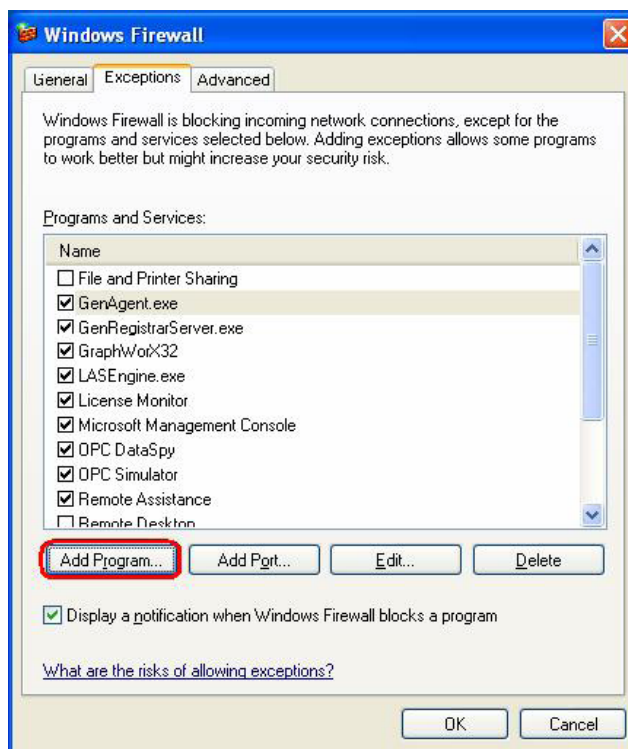 Windows Firewall
General Exceptions Advanced
Windows Firewall is blocking incoming network connections, except for the
programs and services selected below. Adding exceptions allows some programs
to work better but might increase your security risk.
Programs and Services:
Name
File and Printer Sharing
GenAgent.exe
GenRegistrarServer.exe
GraphWorX32
LASEngine.exe
License Monitor
Microsoft Management Console
OPC DataSpy
OPC Simulator
Remote Assistance
Remote Desktop
Add Program... Add Port... Edit... Delete
Display a notification when Windows Firewall blocks a program
What are the risks of allowing exceptions?
OK Cancel